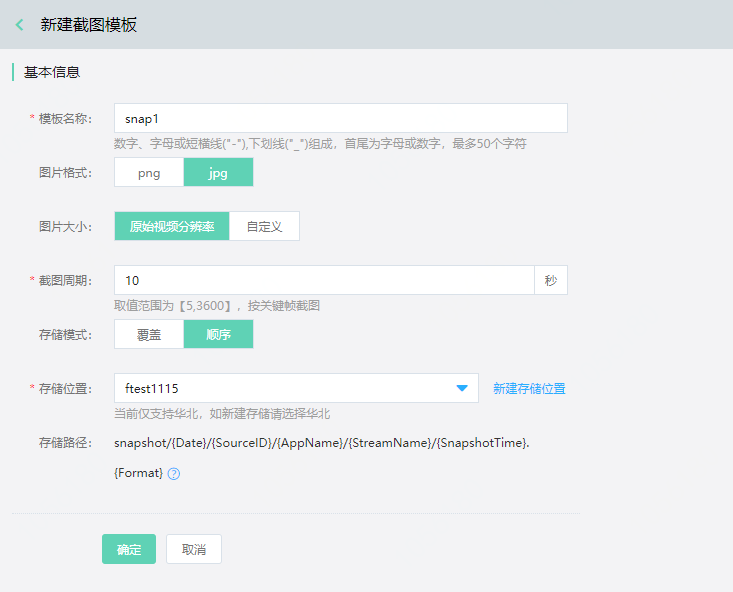 新建截图模板
基本信息
* 模板名称: snap1
数字、字母或短横线("-"),下划线("_")组成，首尾为字母或数字，最多50个字符
图片格式: png jpg
图片大小: 原始视频分辨率 自定义
* 截图周期: 10 秒
取值范围为【5,3600】，按关键帧截图
存储模式: 覆盖 顺序
* 存储位置: ftest1115 新建存储位置
当前仅支持华北，如新建存储请选择华北
存储路径: snapshot/{Date}/{SourceID}/{AppName}/{StreamName}/{SnapshotTime}.
{Format} ?
确定 取消